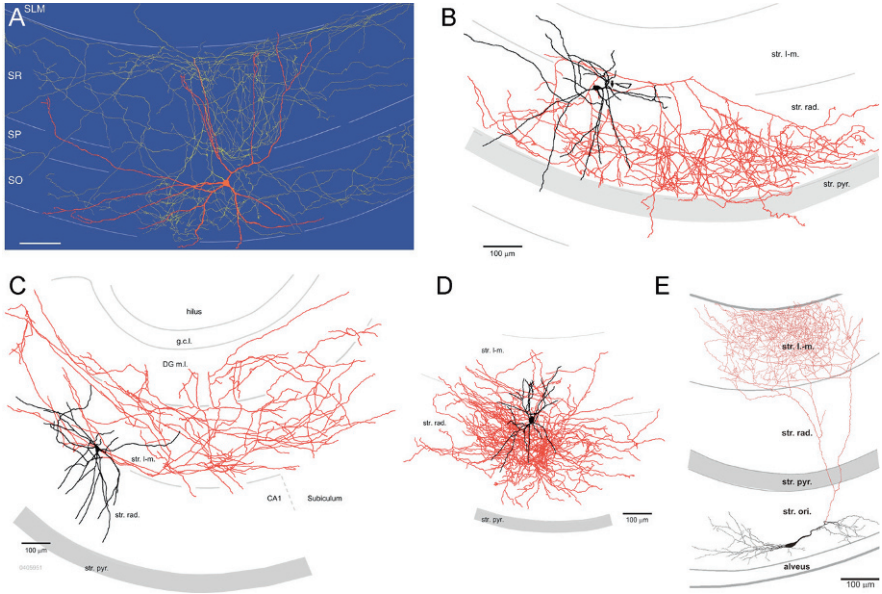 A
SLM
SR
SP
SO
B
str. l-m.
str. rad.
str. pyr.
100 μm
C
hilus
g.c.l.
DG m.l.
str. l-m.
CA1
Subiculum
str. rad.
100 μm
str. pyr.
D
str. l-m.
str. rad.
100 μm
str. pyr.
E
str. l.-m.
str. rad.
str. pyr.
str. ori.
alveus
100 μm